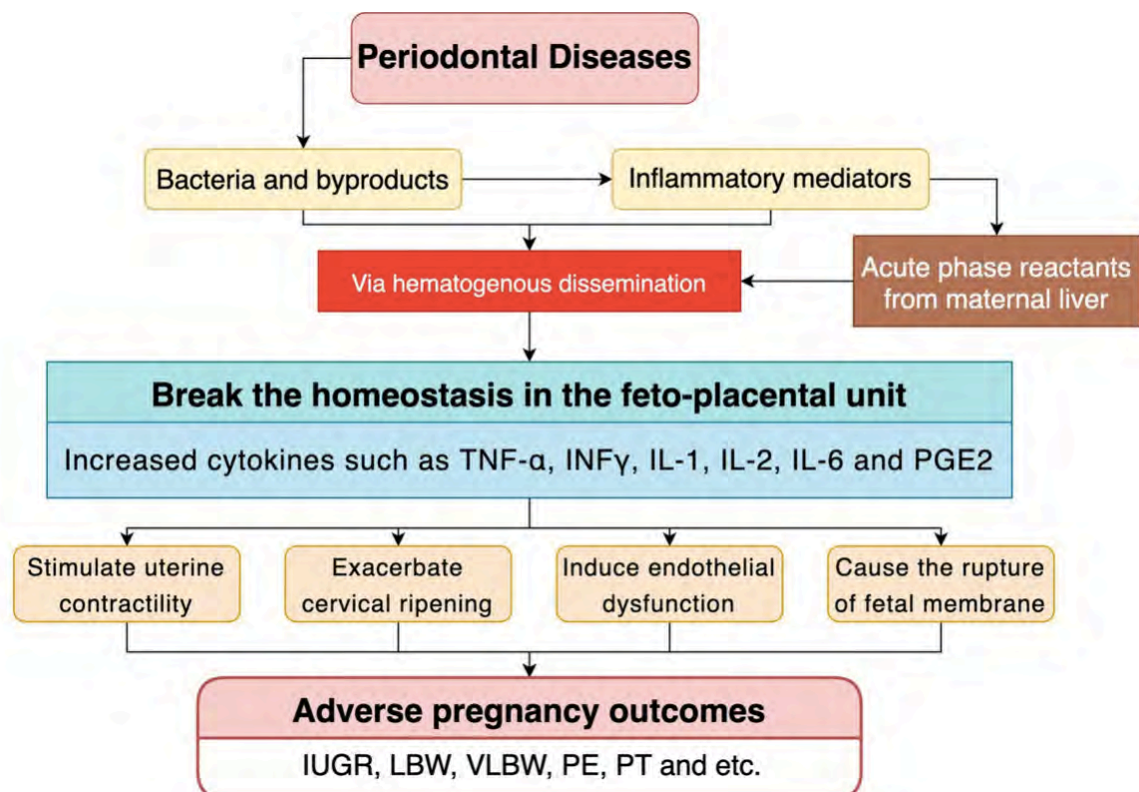 Periodontal Diseases
Bacteria and byproducts
Inflammatory mediators
Via hematogenous dissemination
Acute phase reactants
from maternal liver
Break the homeostasis in the feto-placental unit
Increased cytokines such as TNF-α, INFγ, IL-1, IL-2, IL-6 and PGE2
Stimulate uterine
contractility
Exacerbate
cervical ripening
Induce endothelial
dysfunction
Cause the rupture
of fetal membrane
Adverse pregnancy outcomes
IUGR, LBW, VLBW, PE, PT and etc.